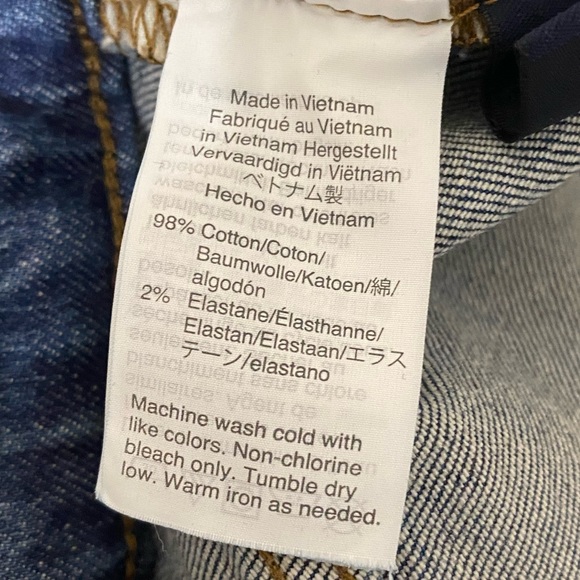 Made in Vietnam
Fabriqué au Vietnam
in Vietnam Hergestellt
Vervaardigd in Viëtnam
ベトナム製
Hecho en Vietnam
98% Cotton/Coton/
Baumwolle/Katoen/綿/
algodón
2% Elastane/Élasthanne/
Elastan/Elastaan/エラス
テーン/elastano
Machine wash cold with
like colors. Non-chlorine
bleach only. Tumble dry
low. Warm iron as needed.